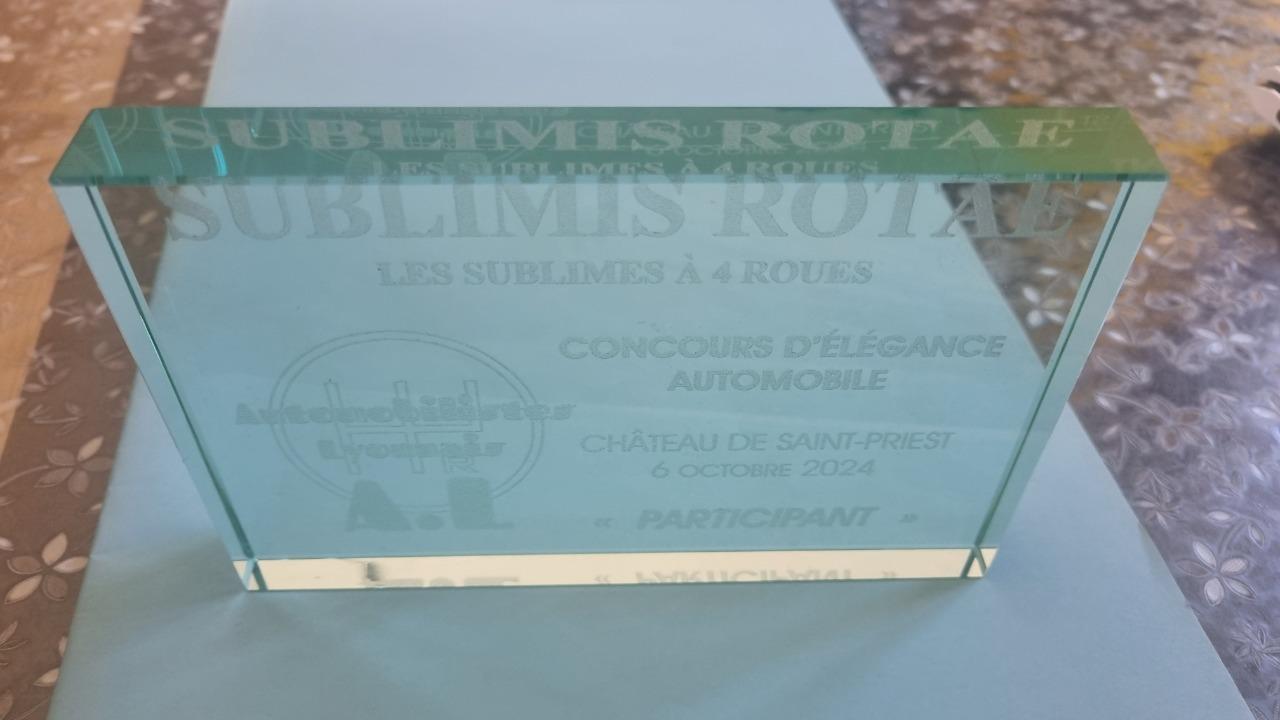 SUBLIMIS ROTAE
LES SUBLIMES À 4 ROUES
CONCOURS D'ÉLÉGANCE
AUTOMOBILE
Automobilistes
Lyonnais
A.L
CHÂTEAU DE SAINT-PRIEST
6 OCTOBRE 2024
« PARTICIPANT »